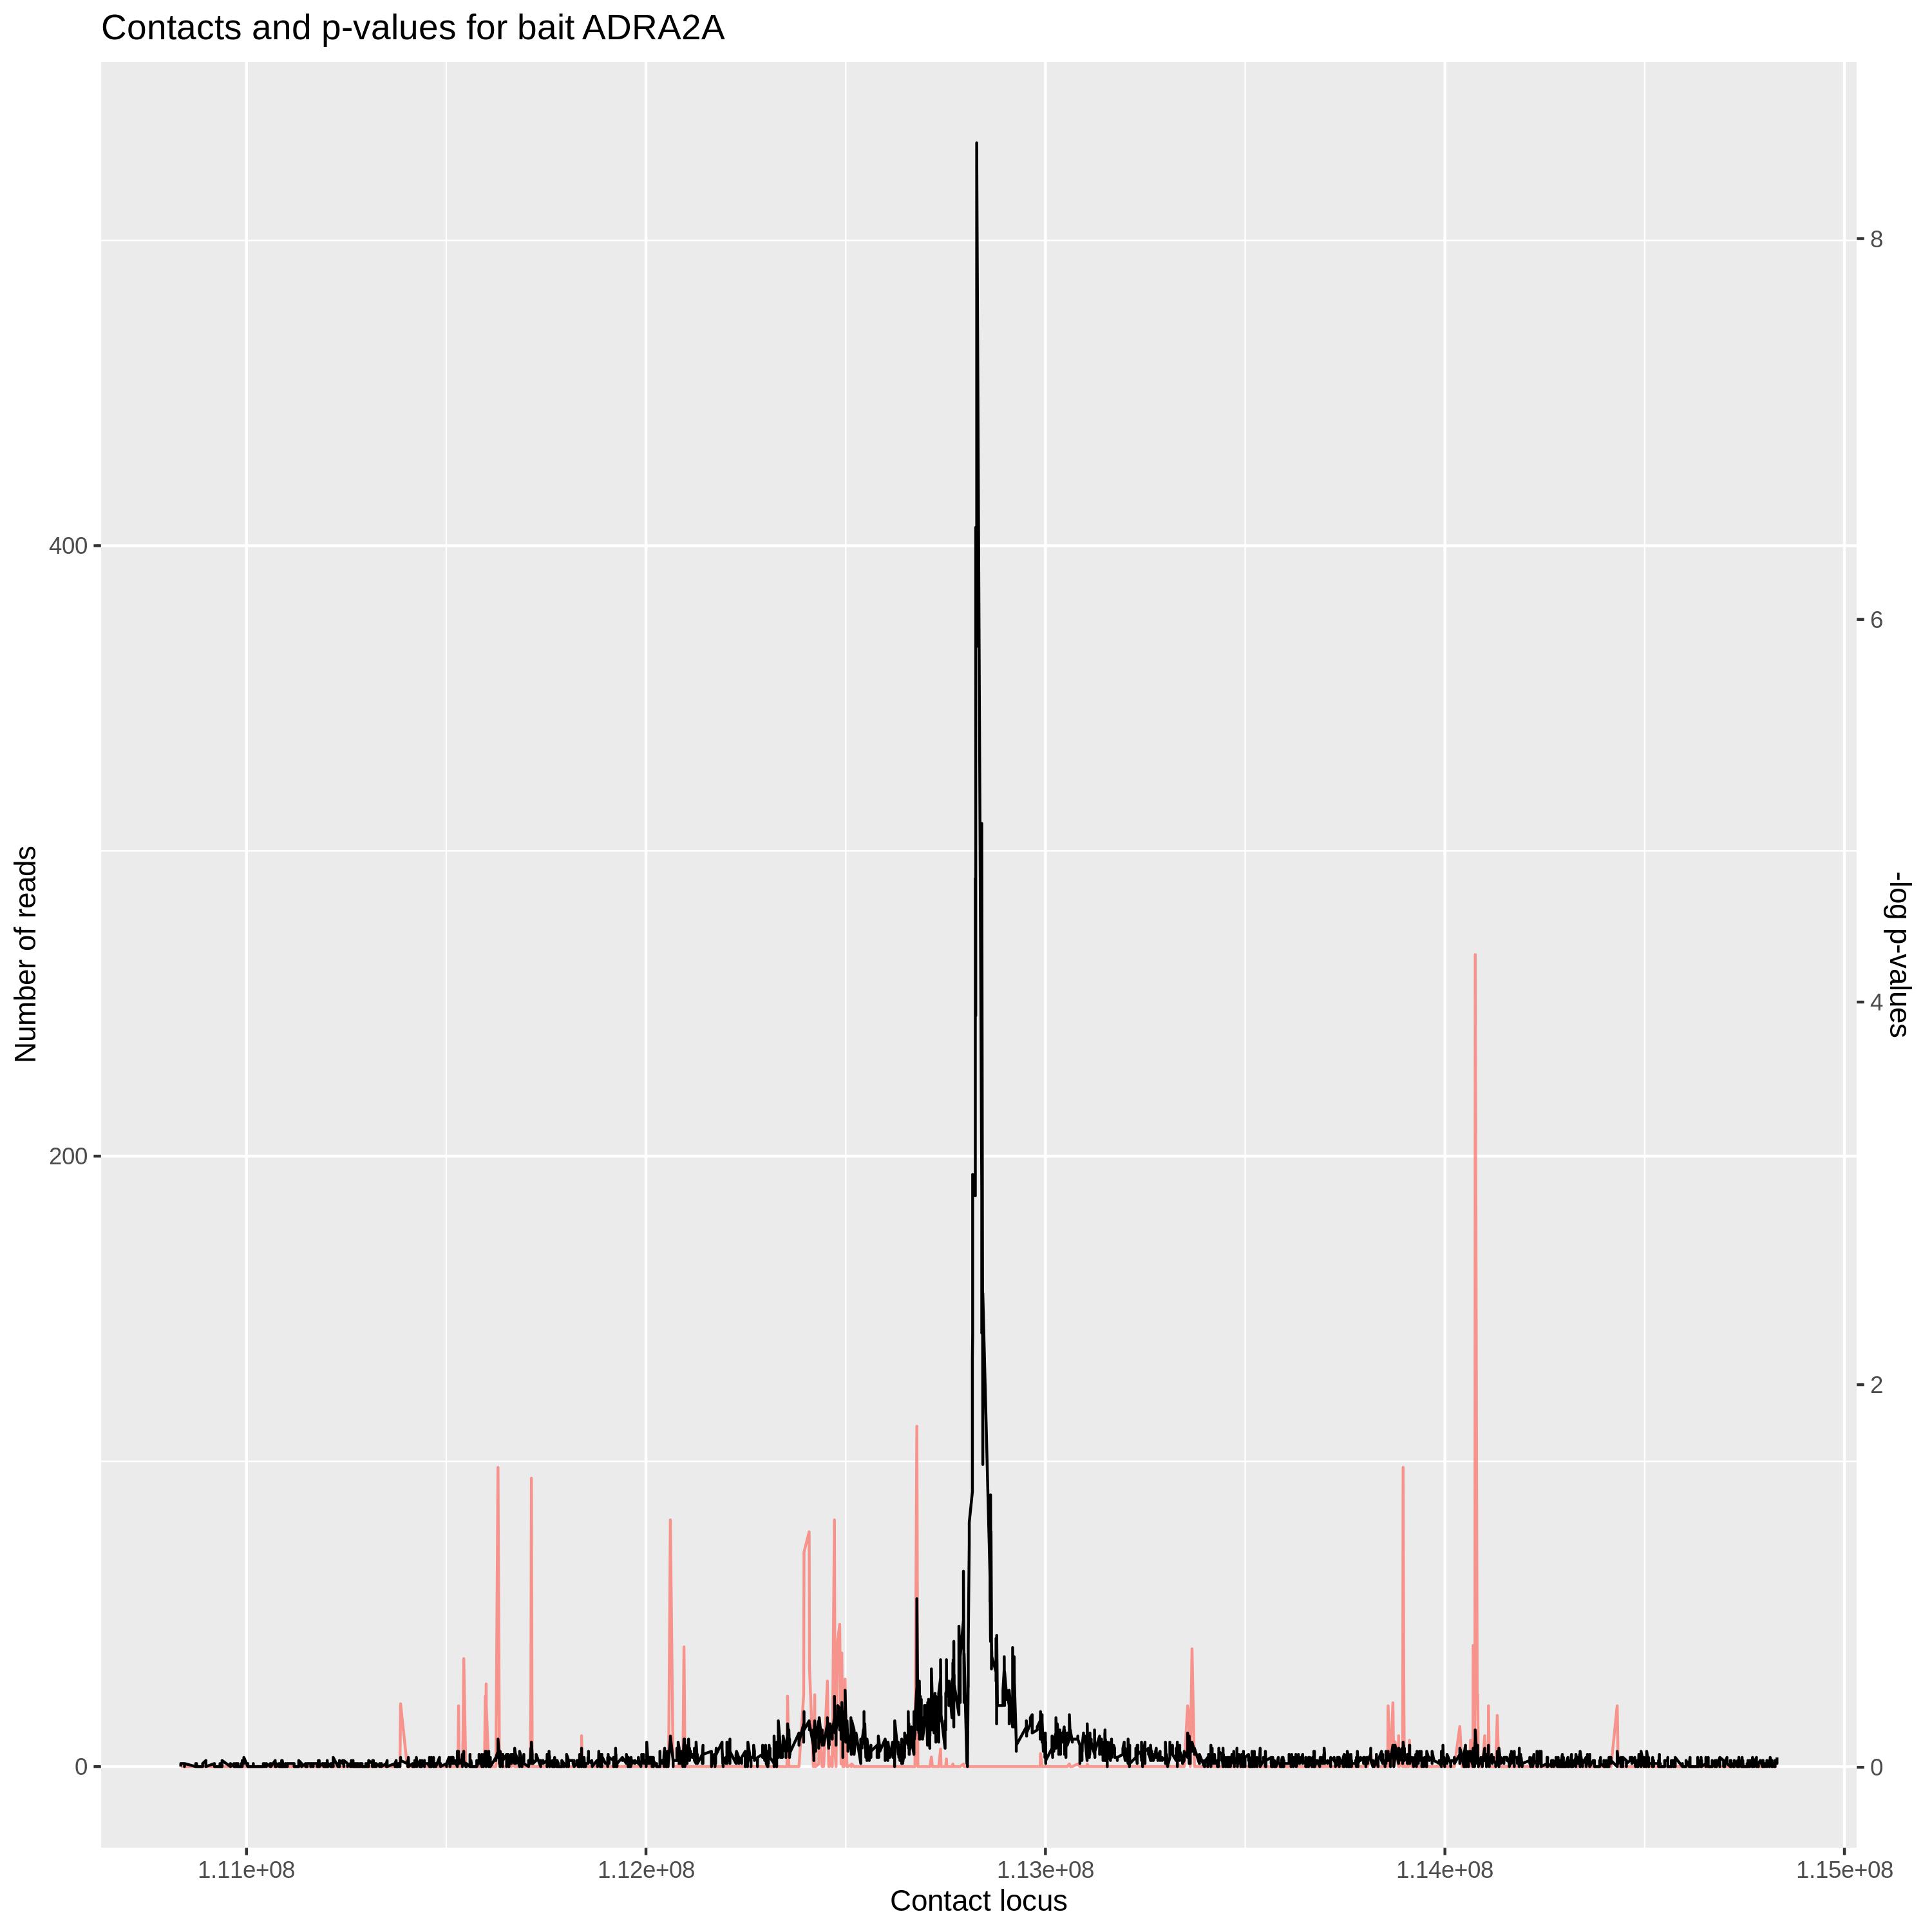 Contacts and p-values for bait ADRA2A
8
400
6
Number of reads
-log p-values
4
200
2
0
0
1.11e+08
1.12e+08
1.13e+08
1.14e+08
1.15e+08
Contact locus